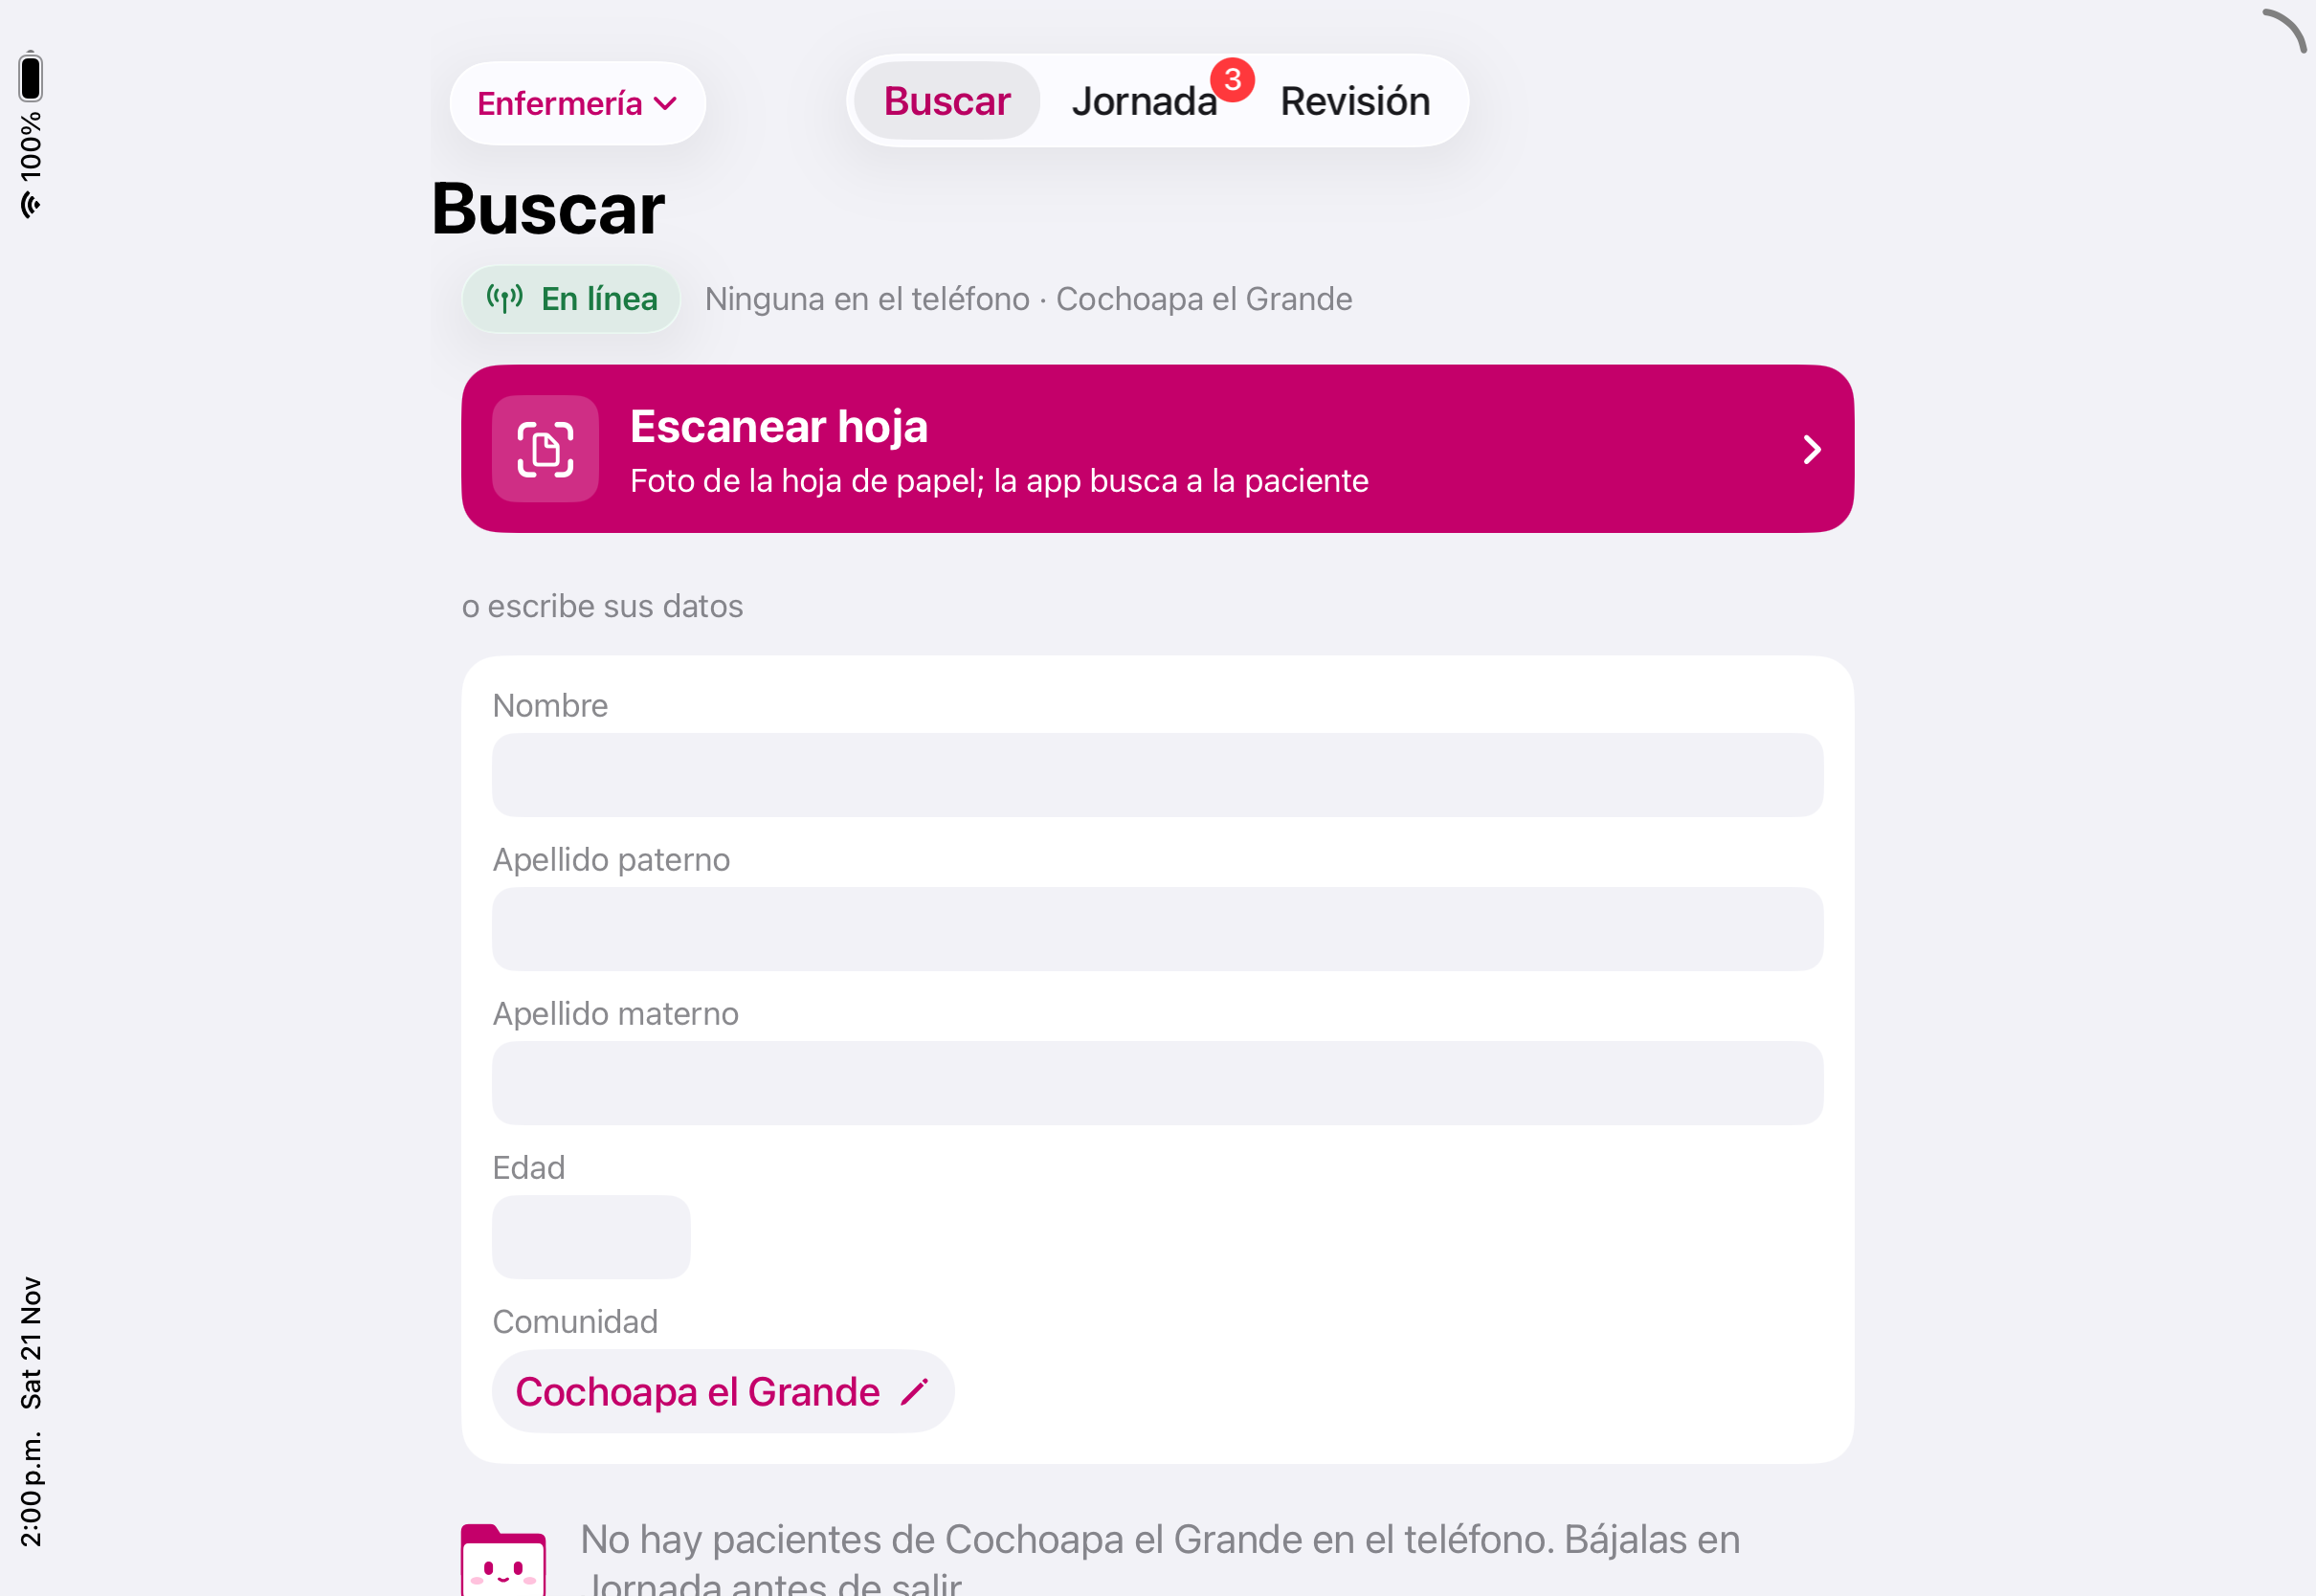 100%
2:00 p.m. Sat 21 Nov
Enfermería
Buscar
Jornada
3
Revisión
Buscar
En línea
Ninguna en el teléfono · Cochoapa el Grande
Escanear hoja
Foto de la hoja de papel; la app busca a la paciente
o escribe sus datos
Nombre
Apellido paterno
Apellido materno
Edad
Comunidad
Cochoapa el Grande
No hay pacientes de Cochoapa el Grande en el teléfono. Bájalas en
Jornada antes de salir